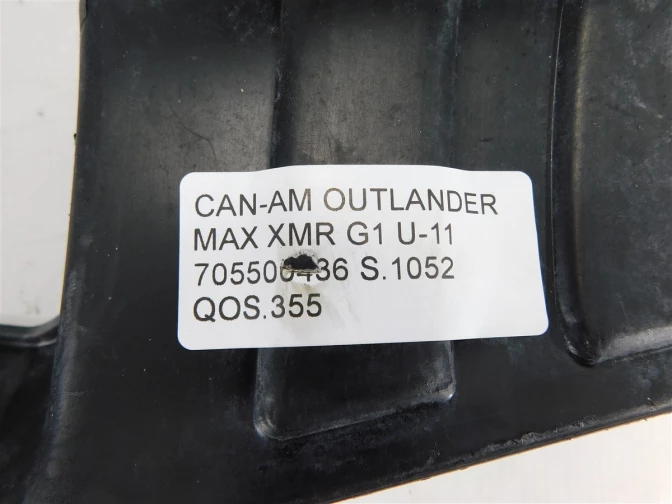 CAN-AM OUTLANDER
MAX XMR G1 U-11
705500436 S.1052
QOS.355